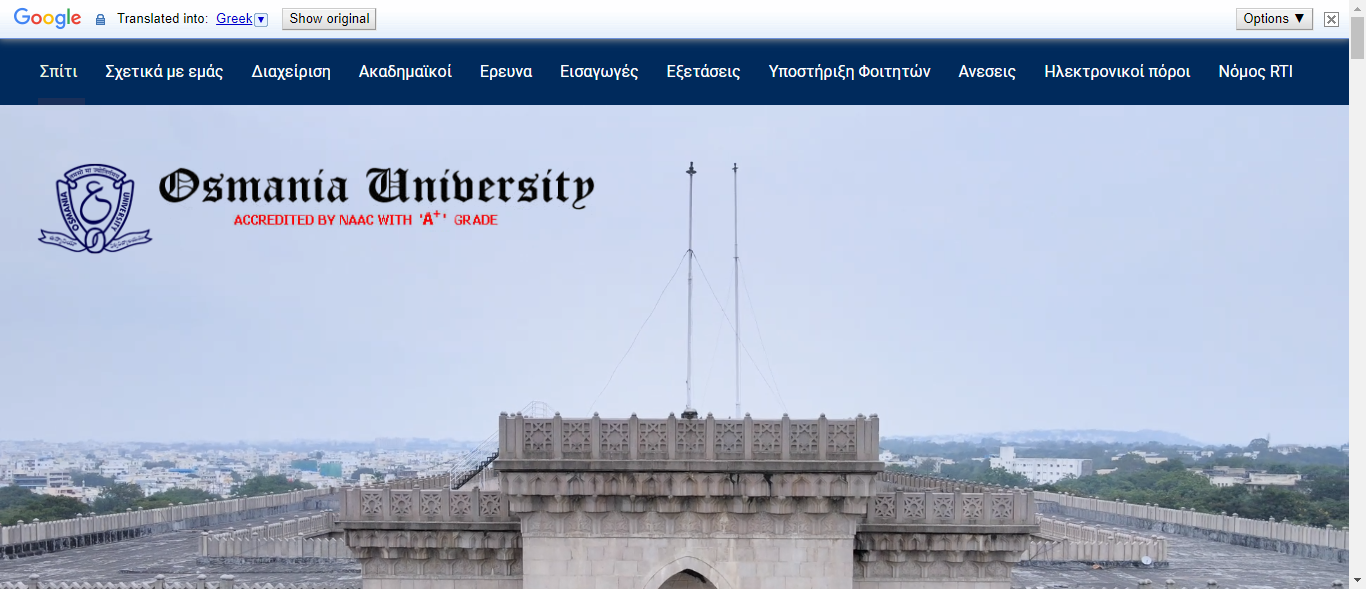 Google Translated into: Greek▼ Show original Options ▼
Σπίτι Σχετικά με εμάς Διαχείριση Ακαδημαϊκοί Ερευνα Εισαγωγές Εξετάσεις Υποστήριξη Φοιτητών Ανεσεις Ηλεκτρονικοί πόροι Νόμος RTI
Osmania University
ACCREDITED BY NAAC WITH 'A+' GRADE
OSMANIA UNIVERSITY